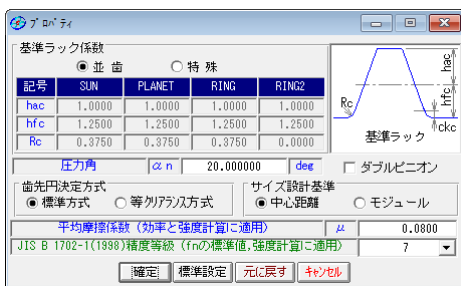 ﾌﾟﾛﾊﾟﾃｨ
基準ラック係数
並 歯 特 殊
記号 SUN PLANET RING RING2
hac 1.0000 1.0000 1.0000 1.0000
hfc 1.2500 1.2500 1.2500 1.2500
Rc 0.3750 0.3750 0.3750 0.0000
hac
hfc
Rc
ckc
基準ラック
圧力角 αn 20.000000 deg ダブルピニオン
歯先円決定方式 サイズ設計基準
標準方式 等ｸﾘｱﾗﾝｽ方式 中心距離 モジュール
平均摩擦係数 (効率と強度計算に適用) μ 0.0800
JIS B 1702-1(1998)精度等級 (fnの標準値,強度計算に適用) 7
確定 標準設定 元に戻す ｷｬﾝｾﾙ